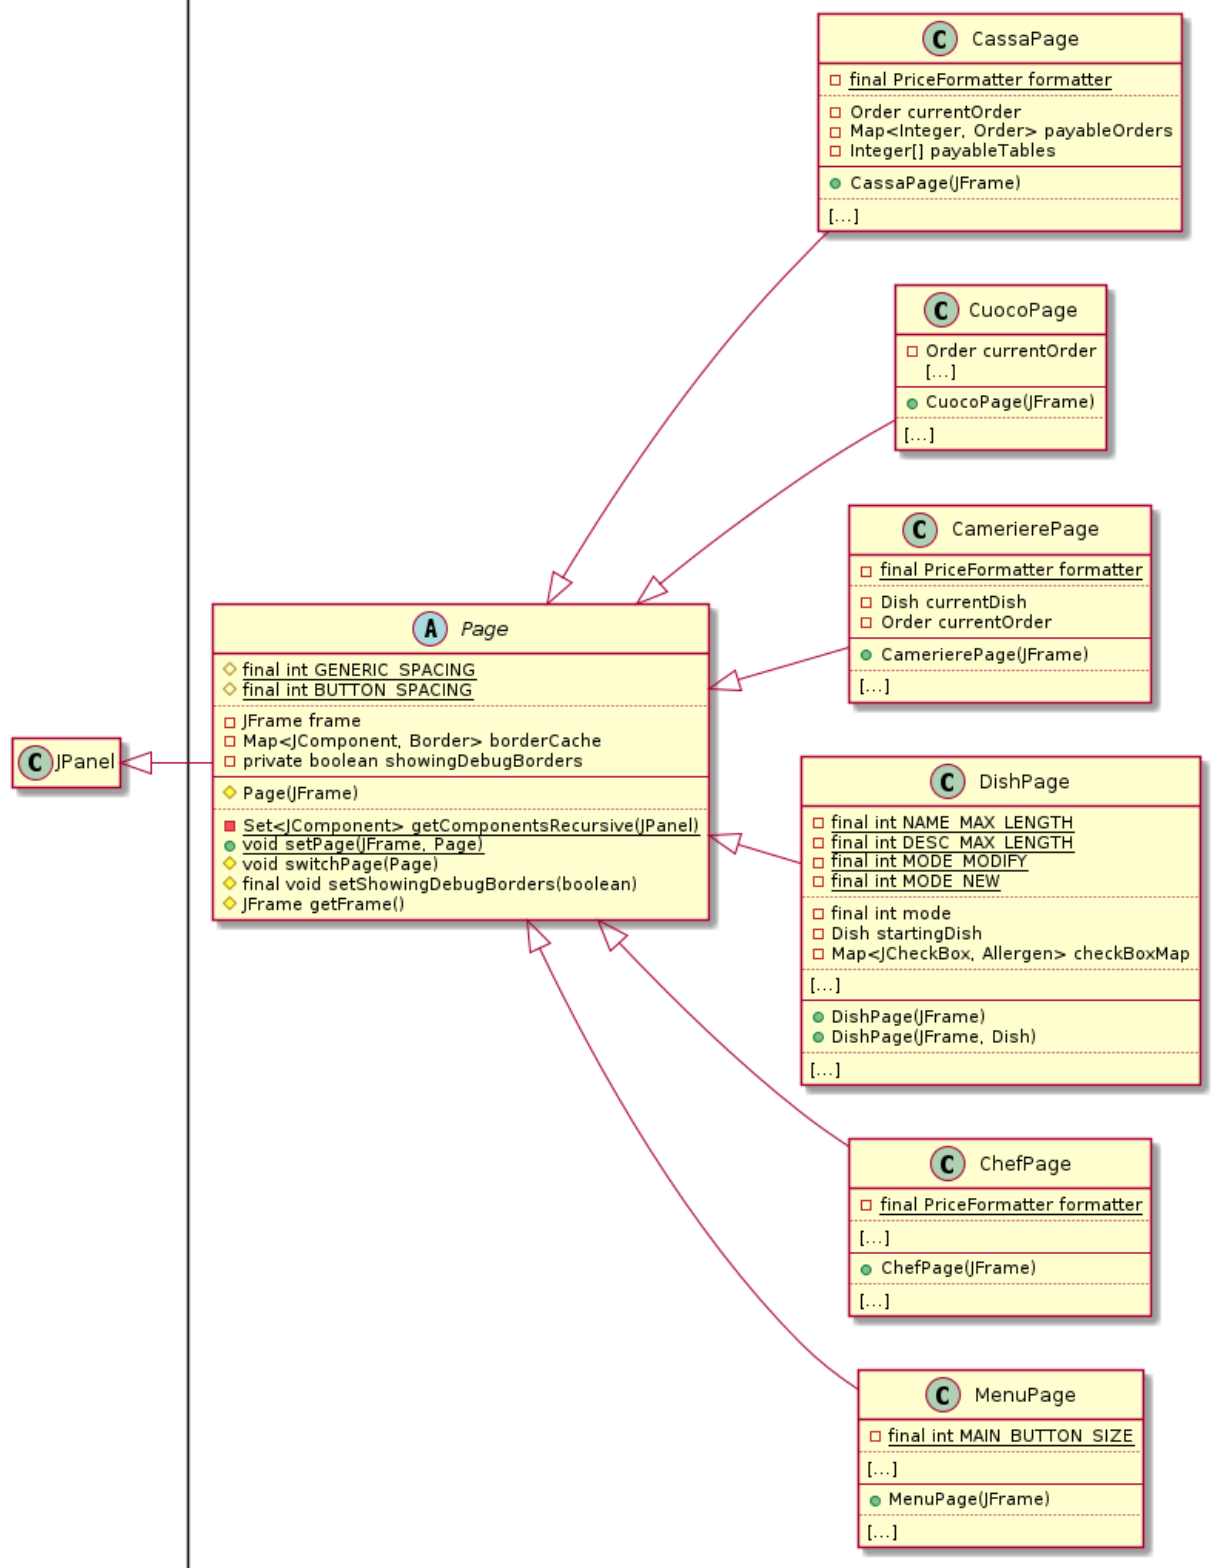 C CassaPage
final PriceFormatter formatter
Order currentOrder
Map<Integer, Order> payableOrders
Integer[] payableTables
CassaPage(JFrame)
[...]
C CuocoPage
Order currentOrder
[...]
CuocoPage(JFrame)
[...]
C CamerierePage
final PriceFormatter formatter
Dish currentDish
Order currentOrder
CamerierePage(JFrame)
[...]
A Page
final int GENERIC_SPACING
final int BUTTON_SPACING
JFrame frame
Map<JComponent, Border> borderCache
private boolean showingDebugBorders
Page(JFrame)
Set<JComponent> getComponentsRecursive(JPanel)
void setPage(JFrame, Page)
void switchPage(Page)
final void setShowingDebugBorders(boolean)
JFrame getFrame()
C JPanel
C DishPage
final int NAME_MAX_LENGTH
final int DESC_MAX_LENGTH
final int MODE_MODIFY
final int MODE_NEW
final int mode
Dish startingDish
Map<JCheckBox, Allergen> checkBoxMap
[...]
DishPage(JFrame)
DishPage(JFrame, Dish)
[...]
C ChefPage
final PriceFormatter formatter
[...]
ChefPage(JFrame)
[...]
C MenuPage
final int MAIN_BUTTON_SIZE
[...]
MenuPage(JFrame)
[...]